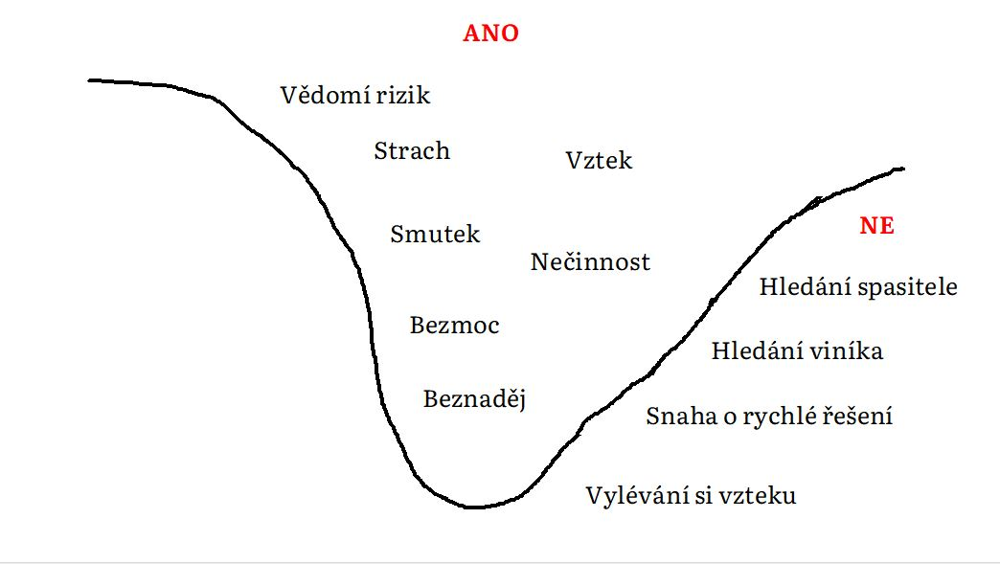 ANO
Vědomí rizik
Strach
Vztek
Smutek
NE
Nečinnost
Hledání spasitele
Bezmoc
Hledání viníka
Beznaděj
Snaha o rychlé řešení
Vylévání si vzteku